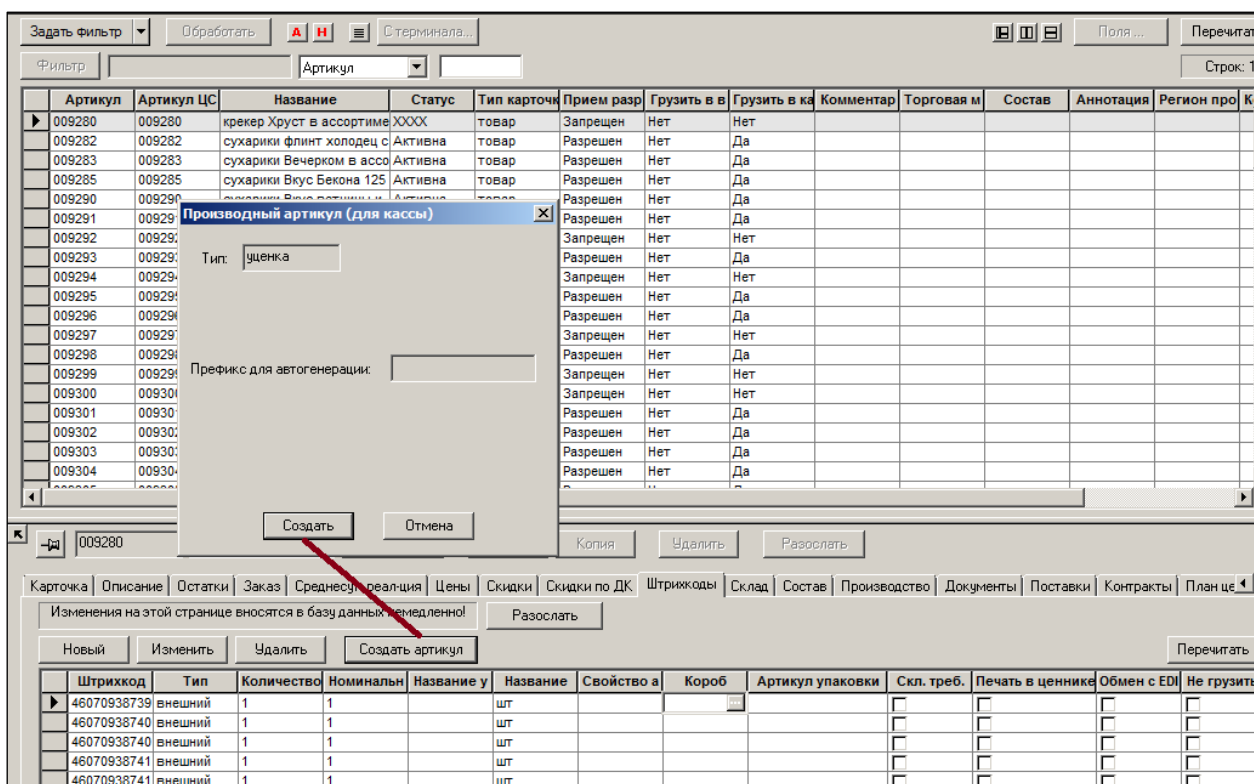 Задать фильтр Обработать А Н С терминала... Поля ... Перечитат
Фильтр Артикул Строк: 1
Артикул Артикул ЦС Название Статус Тип карточк Прием разр Грузить в в Грузить в ка Комментар Торговая м Состав Аннотация Регион про
009280 009280 крекер Хруст в ассортиме XXXX товар Запрещен Нет Нет
009282 009282 сухарики флинт холодец с Активна товар Разрешен Нет Да
009283 009283 сухарики Вечерком в ассо Активна товар Разрешен Нет Да
009285 009285 сухарики Вкус Бекона 125 Активна товар Разрешен Нет Да
009290 009290 Разрешен Нет Да
009291 Разрешен Нет Да
009292 Запрещен Нет Нет
009293 Разрешен Нет Да
009294 Запрещен Нет Нет
009295 Разрешен Нет Да
009296 Разрешен Нет Да
009297 Запрещен Нет Нет
009298 Разрешен Нет Да
009299 Запрещен Нет Нет
009300 Запрещен Нет Нет
009301 Разрешен Нет Да
009302 Разрешен Нет Да
009303 Разрешен Нет Да
009304 Разрешен Нет Да
Производный артикул (для кассы)
Тип: уценка
Префикс для автогенерации:
Создать Отмена
009280 Копия Удалить Разослать
Карточка Описание Остатки Заказ Среднесут реал-ция Цены Скидки Скидки по ДК Штрихкоды Склад Состав Производство Документы Поставки Контракты План це
Изменения на этой странице вносятся в базу данных немедленно! Разослать
Новый Изменить Удалить Создать артикул Перечитать
Штрихкод Тип Количество Номинальн Название у Название Свойство а Короб Артикул упаковки Скл. треб. Печать в ценнике Обмен с EDI Не грузить
46070938739 внешний 1 1 шт
46070938740 внешний 1 1 шт
46070938740 внешний 1 1 шт
46070938741 внешний 1 1 шт
46070938741 внешний 1 1 шт